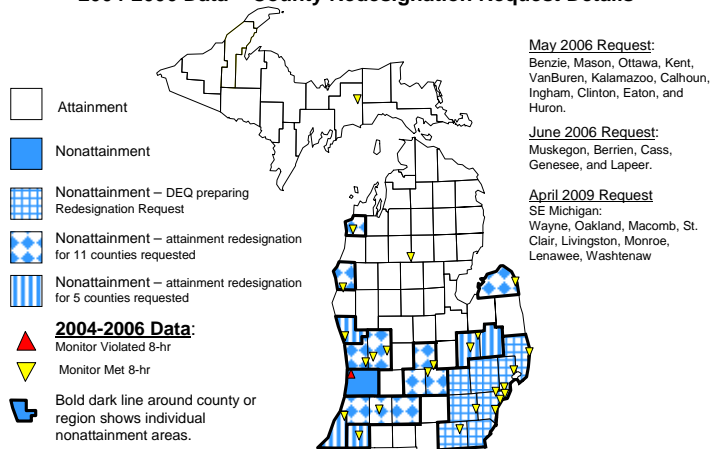 Attainment
Nonattainment
Nonattainment – DEQ preparing
Redesignation Request
Nonattainment – attainment redesignation
for 11 counties requested
Nonattainment – attainment redesignation
for 5 counties requested
2004-2006 Data:
Monitor Violated 8-hr
Monitor Met 8-hr
Bold dark line around county or
region shows individual
nonattainment areas.
May 2006 Request:
Benzie, Mason, Ottawa, Kent,
VanBuren, Kalamazoo, Calhoun,
Ingham, Clinton, Eaton, and
Huron.
June 2006 Request:
Muskegon, Berrien, Cass,
Genesee, and Lapeer.
April 2009 Request
SE Michigan:
Wayne, Oakland, Macomb, St.
Clair, Livingston, Monroe,
Lenawee, Washtenaw